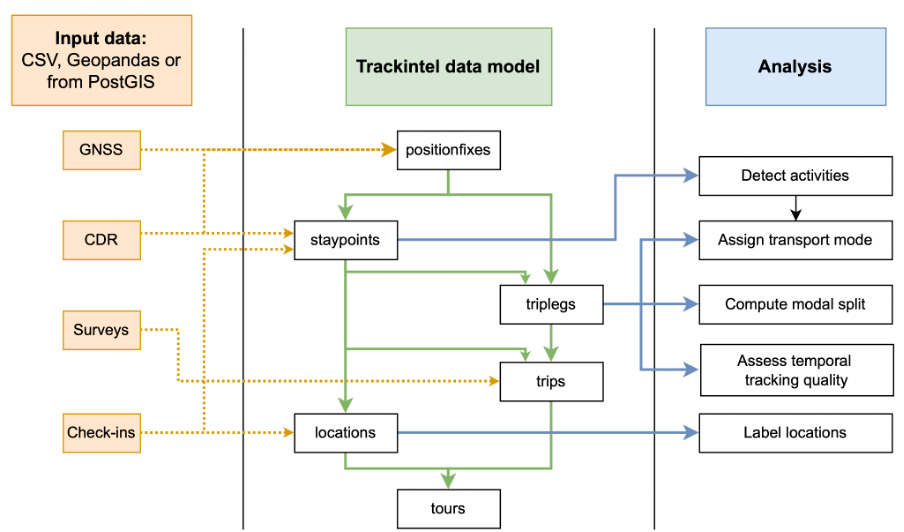 Input data:
CSV, Geopandas or
from PostGIS
Trackintel data model
Analysis
GNSS
positionfixes
Detect activities
CDR
staypoints
Assign transport mode
triplegs
Compute modal split
Surveys
trips
Assess temporal
tracking quality
Check-ins
locations
Label locations
tours